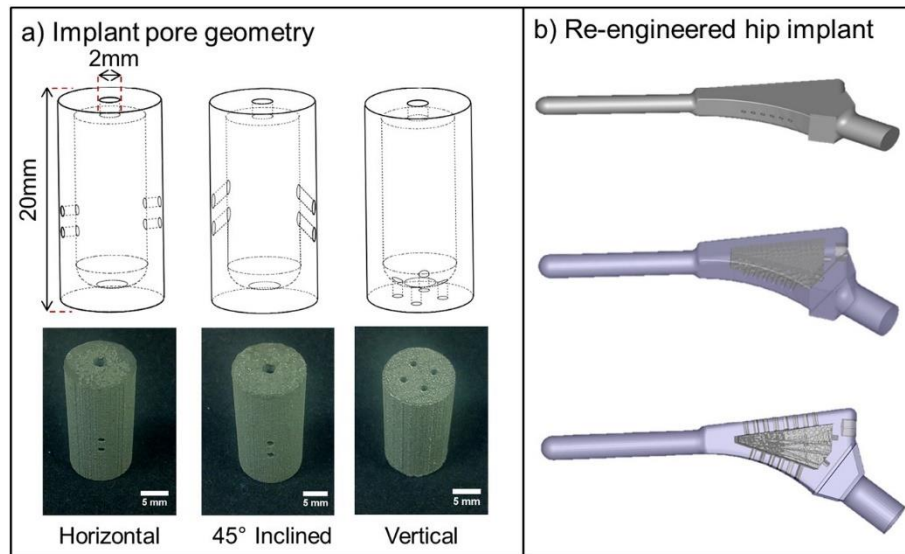 a) Implant pore geometry
2mm
20mm
5 mm
5 mm
5 mm
Horizontal
45° Inclined
Vertical
b) Re-engineered hip implant